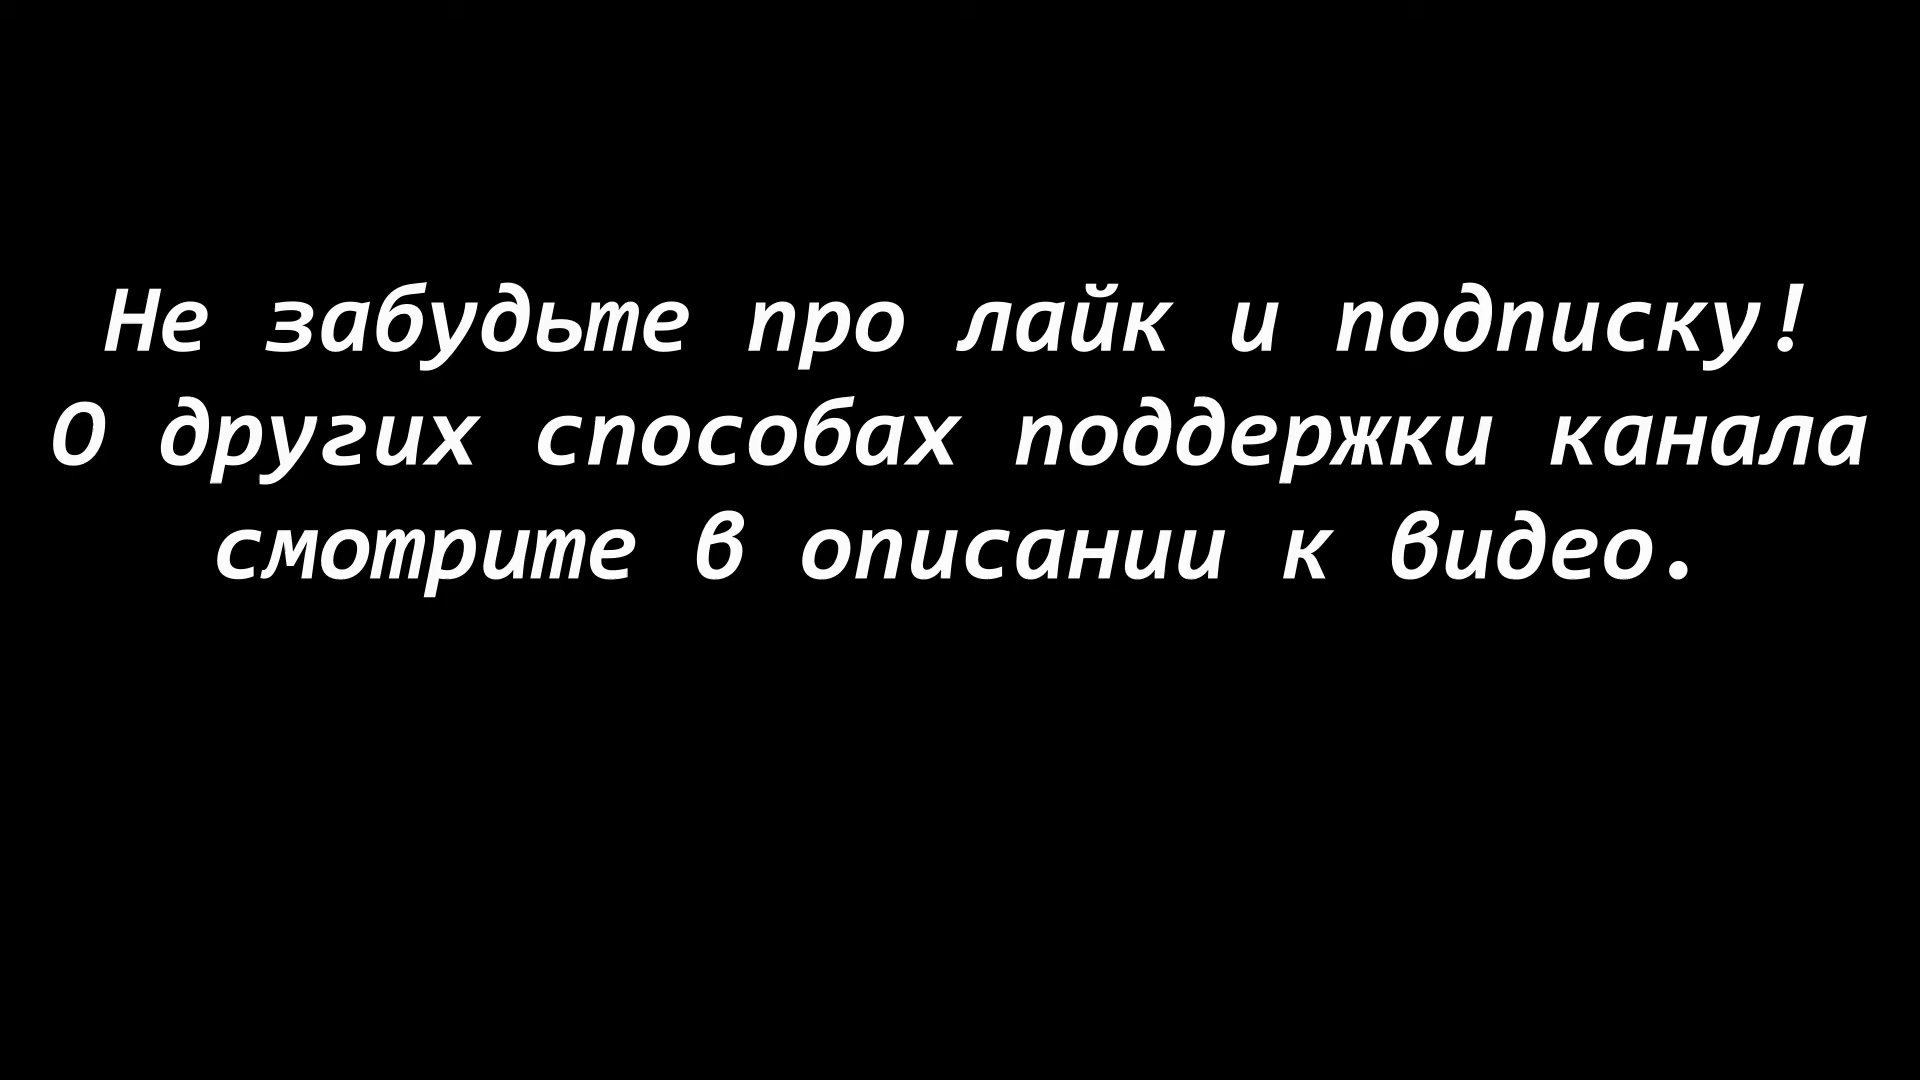 Не забудьте про лайк и подписку!
О других способах поддержки канала
смотрите в описании к видео.